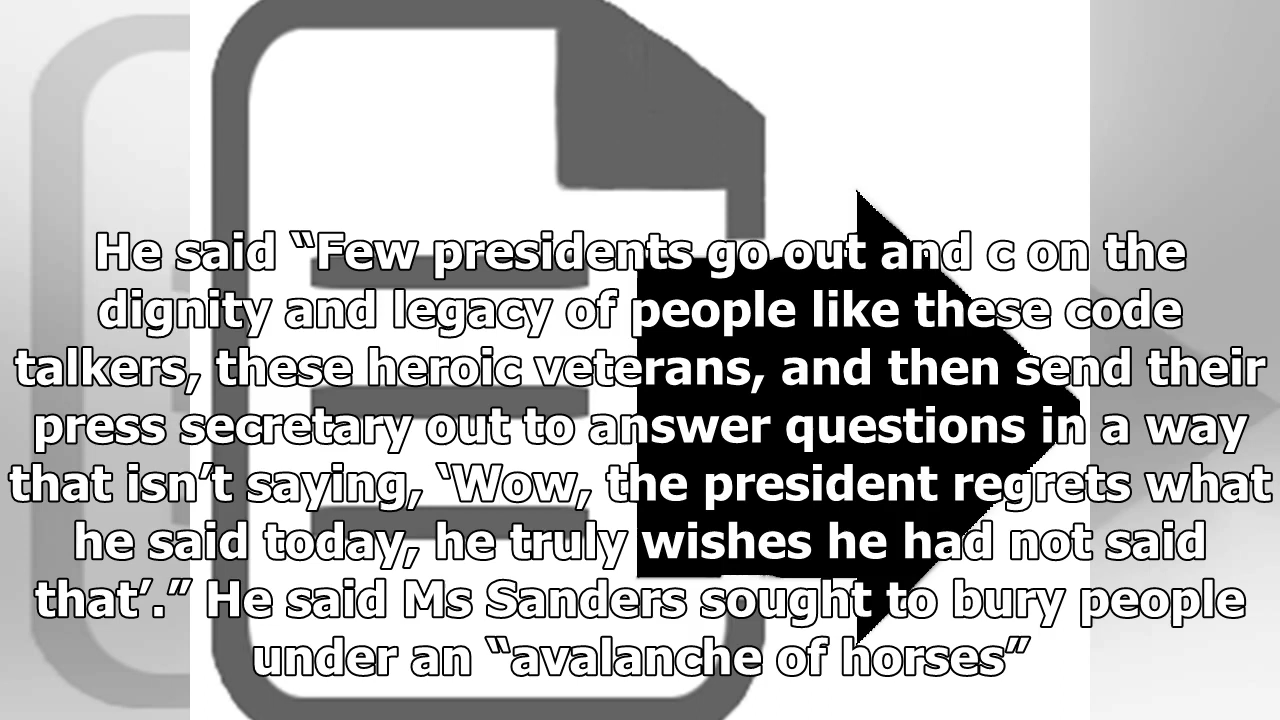 He said “Few presidents go out and c on the
dignity and legacy of people like these code
talkers, these heroic veterans, and then send their
press secretary out to answer questions in a way
that isn’t saying, ‘Wow, the president regrets what
he said today, he truly wishes he had not said
that’.” He said Ms Sanders sought to bury people
under an “avalanche of horses”